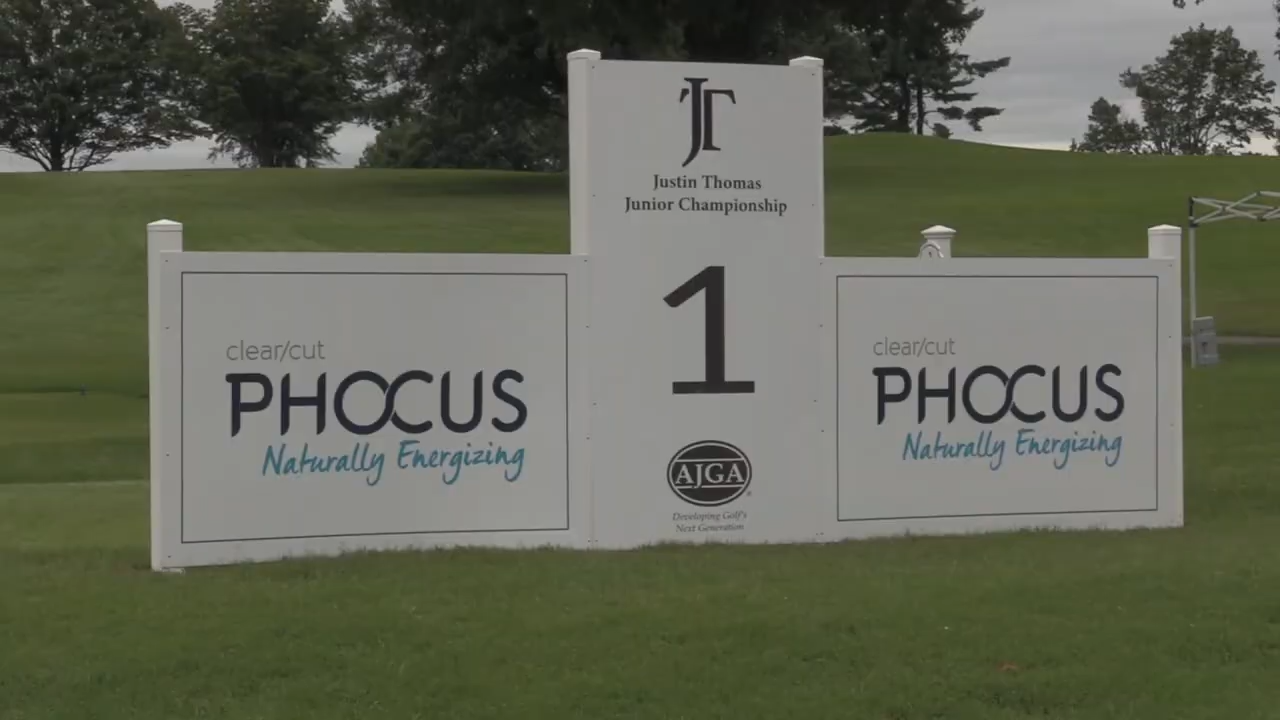 JT
Justin Thomas
Junior Championship
1
clear/cut
PHOCUS
Naturally Energizing
AJGA
Developing Golf's
Next Generation
clear/cut
PHOCUS
Naturally Energizing